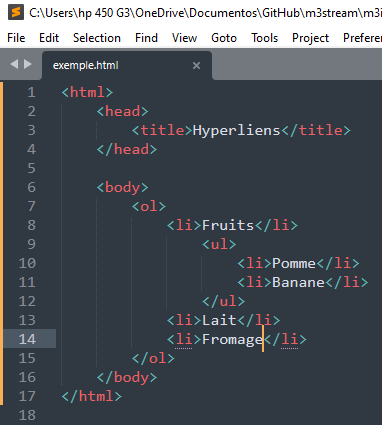 C:\Users\hp 450 G3\OneDrive\Documentos\GitHub\m3stream\m3i
File Edit Selection Find View Goto Tools Project Prefere
exemple.html ×
1 <html>
2 <head>
3 <title>Hyperliens</title>
4 </head>
5
6 <body>
7 <ol>
8 <li>Fruits</li>
9 <ul>
10 <li>Pomme</li>
11 <li>Banane</li>
12 </ul>
13 <li>Lait</li>
14 <li>Fromage</li>
15 </ol>
16 </body>
17 </html>
18